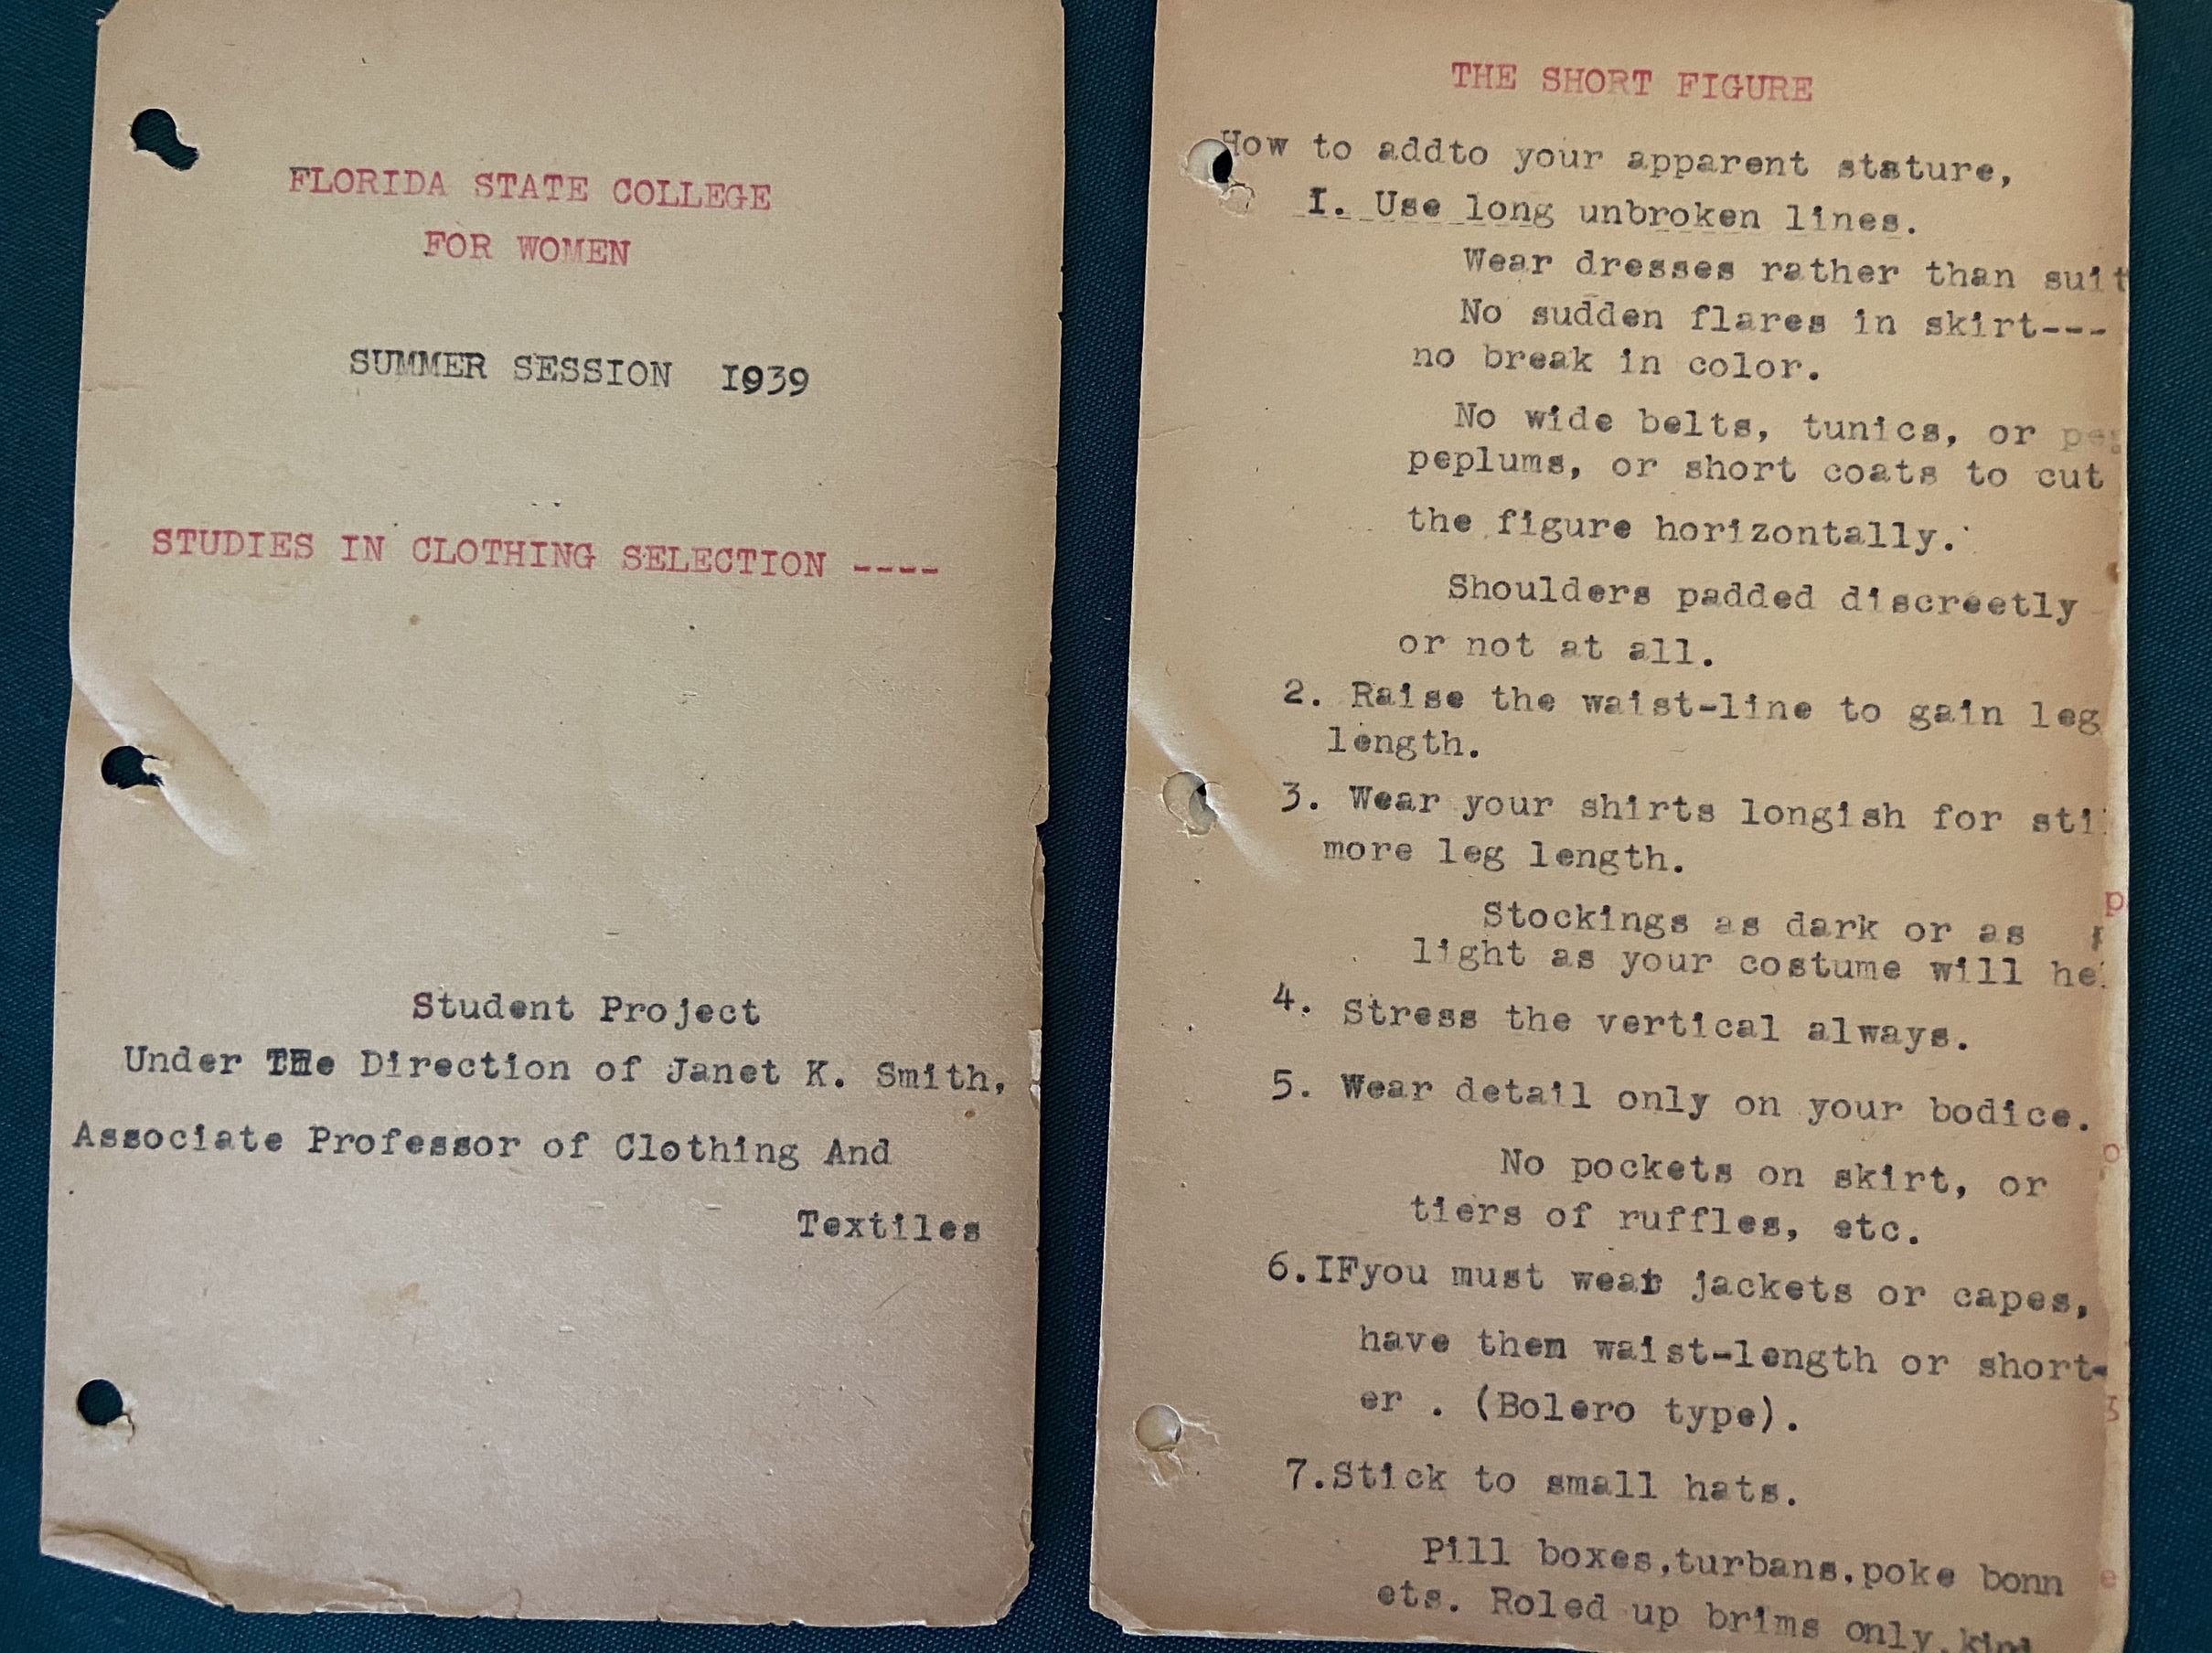 FLORIDA STATE COLLEGE
FOR WOMEN
SUMMER SESSION I939
STUDIES IN CLOTHING SELECTION ----
Student Project
Under THe Direction of Janet K. Smith,
Associate Professor of Clothing And
Textiles
THE SHORT FIGURE
How to addto your apparent stature,
I. Use long unbroken lines.
Wear dresses rather than suit
No sudden flares in skirt---
no break in color.
No wide belts, tunics, or
peplums, or short coats to cut
the figure horizontally.
Shoulders padded discreetly
or not at all.
2. Raise the waist-line to gain leg
length.
3. Wear your shirts longish for sti
more leg length.
Stockings as dark or as
light as your costume will he
4. Stress the vertical always.
5. Wear detail only on your bodice.
No pockets on skirt, or
tiers of ruffles, etc.
6.IFyou must wear jackets or capes,
have them waist-length or short-
er . (Bolero type).
7.Stick to small hats.
Pill boxes,turbans,poke bonn
ets. Roled up brims only,